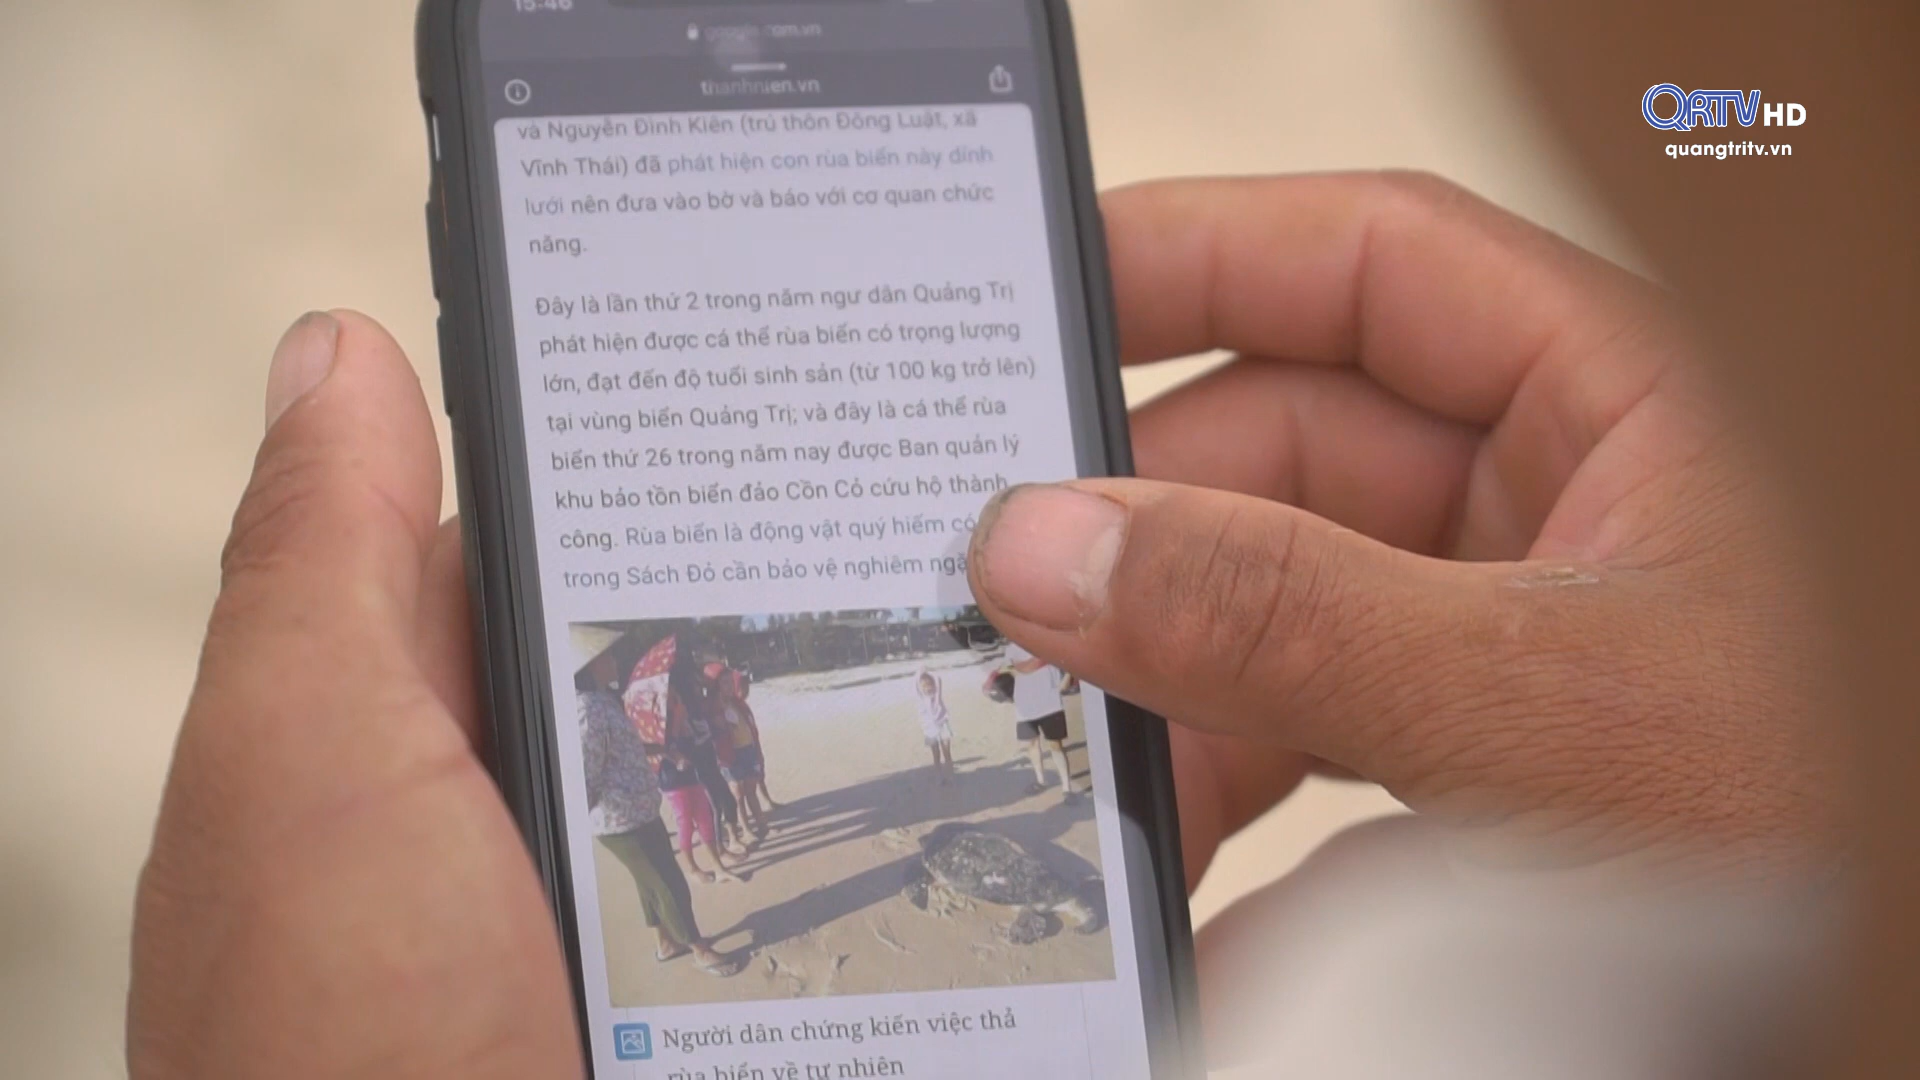 15:46
google.com.vn
thanhnien.vn
QRTV HD
quangtritv.vn
và Nguyễn Đình Kiên (trú thôn Đông Luật, xã
Vĩnh Thái) đã phát hiện con rùa biển này dính
lưới nên đưa vào bờ và báo với cơ quan chức
năng.
Đây là lần thứ 2 trong năm ngư dân Quảng Trị
phát hiện được cá thể rùa biển có trọng lượng
lớn, đạt đến độ tuổi sinh sản (từ 100 kg trở lên)
tại vùng biển Quảng Trị; và đây là cá thể rùa
biển thứ 26 trong năm nay được Ban quản lý
khu bảo tồn biển đảo Cồn Cỏ cứu hộ thành
công. Rùa biển là động vật quý hiếm có
trong Sách Đỏ cần bảo vệ nghiêm
Người dân chứng kiến việc thả
rùa biển về tự nhiên